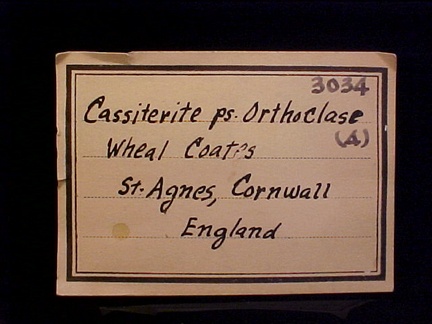 3034
Cassiterite ps. Orthoclase
(A)
Wheal Coates
St. Agnes, Cornwall
England